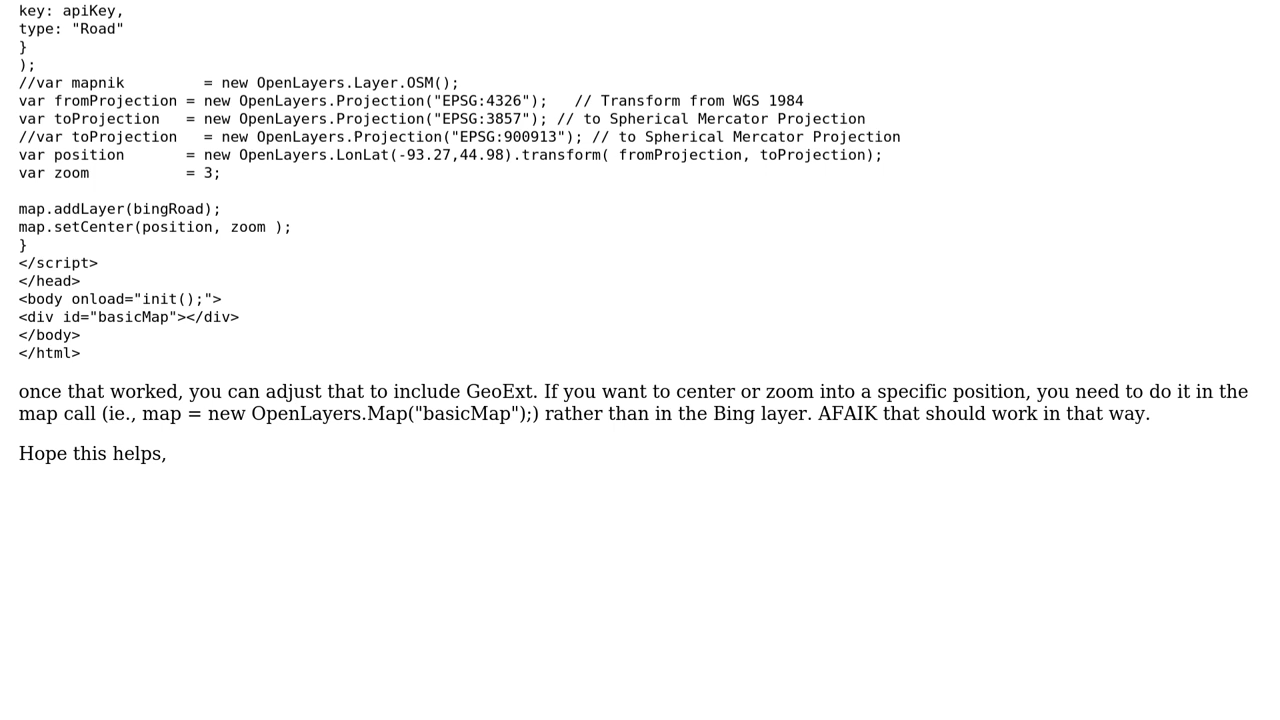 key: apiKey,
type: "Road"
}
);
//var mapnik         = new OpenLayers.Layer.OSM();
var fromProjection = new OpenLayers.Projection("EPSG:4326");   // Transform from WGS 1984
var toProjection   = new OpenLayers.Projection("EPSG:3857"); // to Spherical Mercator Projection
//var toProjection   = new OpenLayers.Projection("EPSG:900913"); // to Spherical Mercator Projection
var position       = new OpenLayers.LonLat(-93.27,44.98).transform( fromProjection, toProjection);
var zoom           = 3;

map.addLayer(bingRoad);
map.setCenter(position, zoom );
}
</script>
</head>
<body onload="init();">
<div id="basicMap"></div>
</body>
</html>
once that worked, you can adjust that to include GeoExt. If you want to center or zoom into a specific position, you need to do it in the
map call (ie., map = new OpenLayers.Map("basicMap");) rather than in the Bing layer. AFAIK that should work in that way.
Hope this helps,